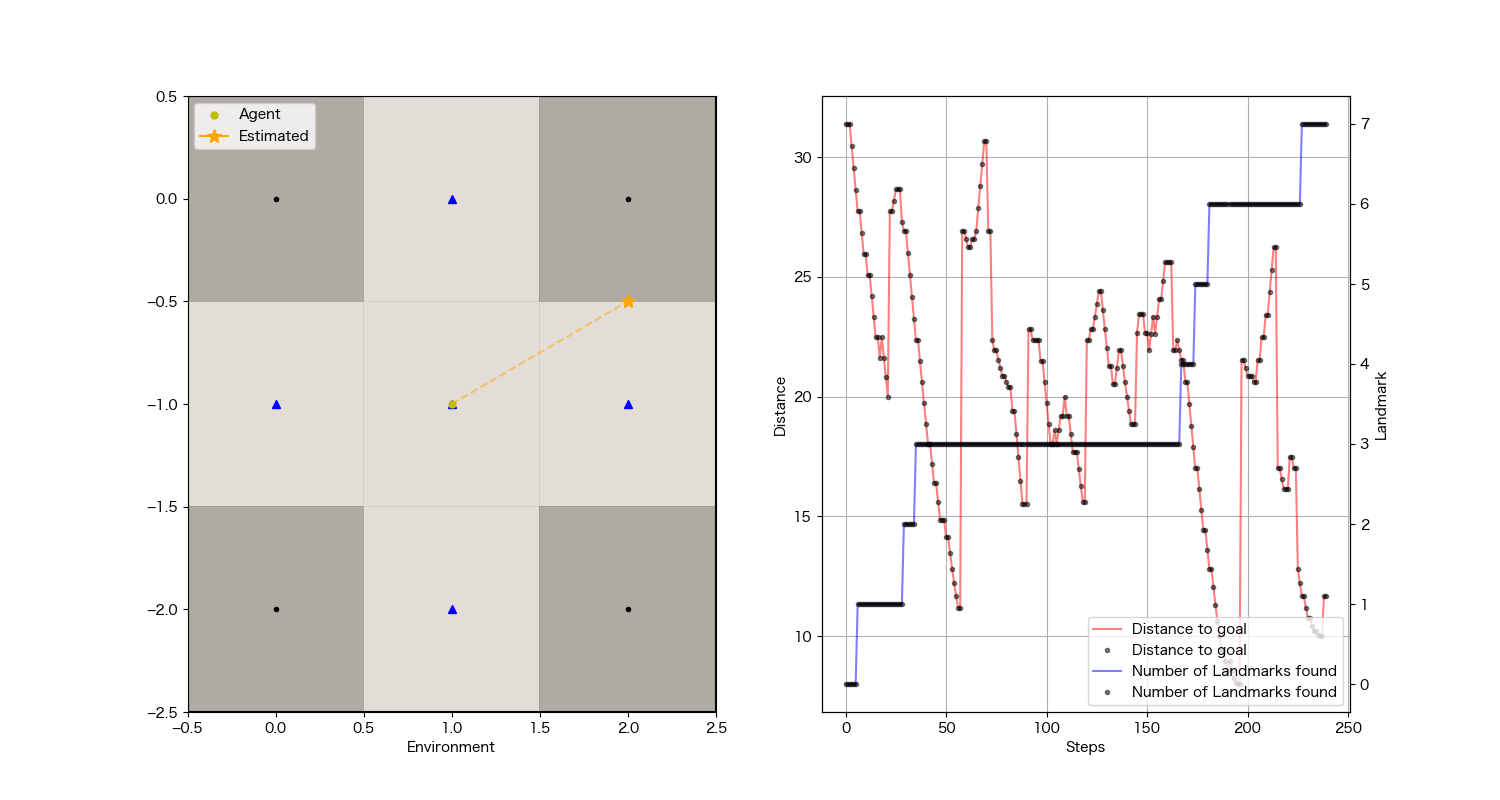 Agent
Estimated
0.5
0.0
−0.5
−1.0
−1.5
−2.0
−2.5
−0.5 0.0 0.5 1.0 1.5 2.0 2.5
Environment
Distance
30
25
20
15
10
7
6
5
4
3
2
1
0
Landmark
Distance to goal
Distance to goal
Number of Landmarks found
Number of Landmarks found
0 50 100 150 200 250
Steps